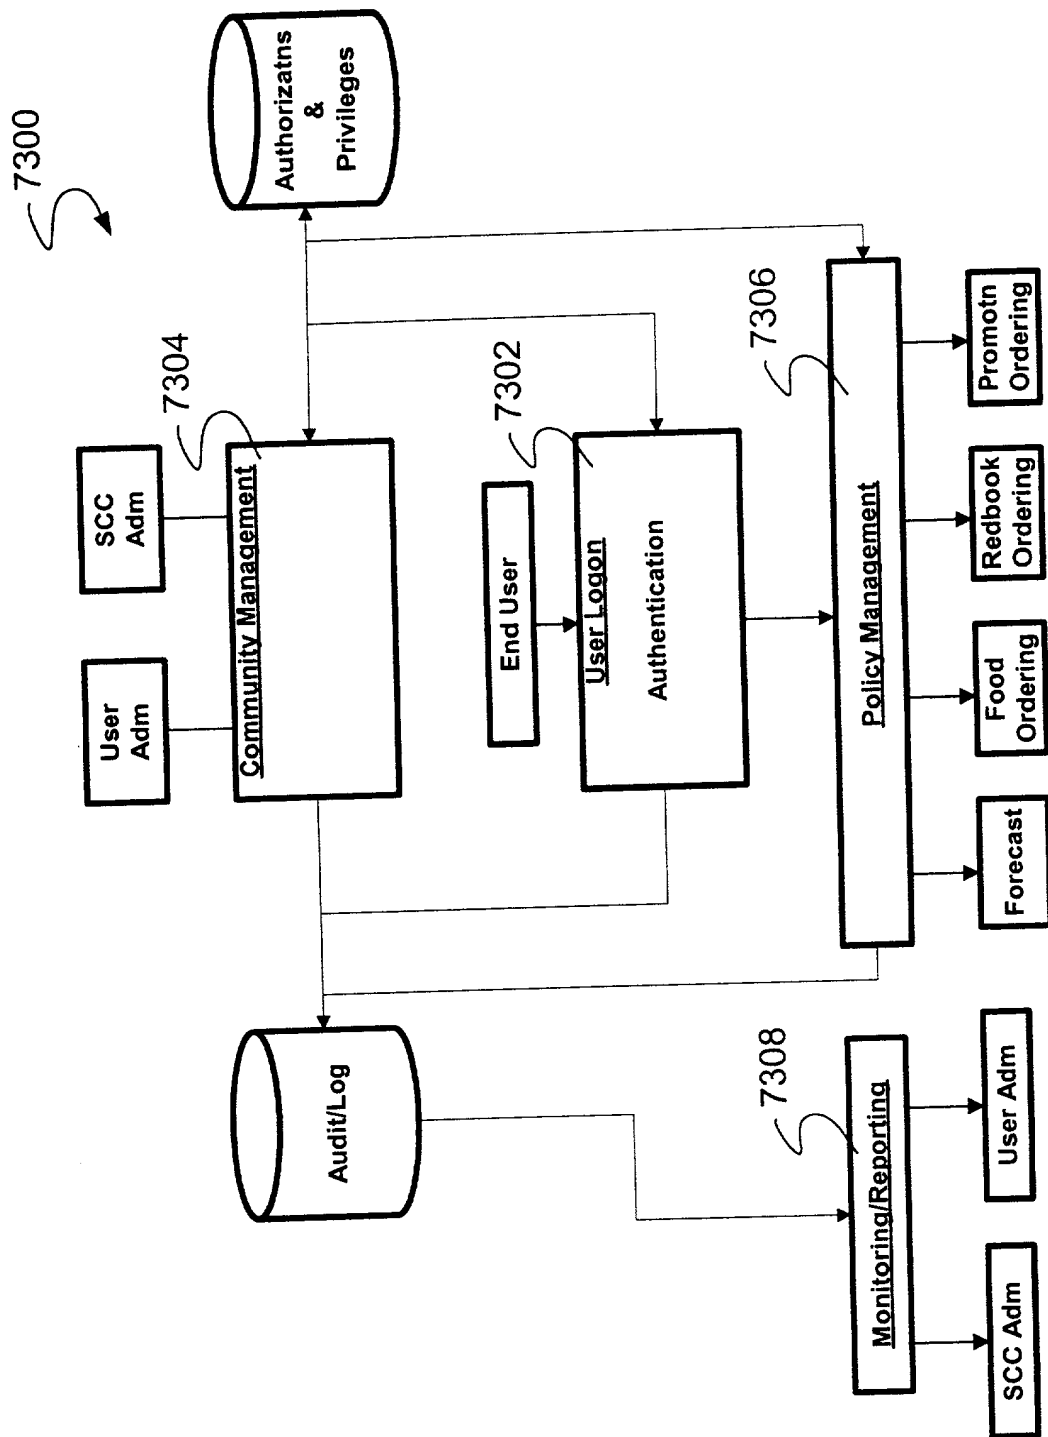 7300
User
Adm
SCC
Adm
7304
Community Management
Authorizatns
&
Privileges
Audit/Log
End User
7302
User Logon
Authentication
7306
Policy Management
7308
Monitoring/Reporting
SCC Adm
User Adm
Forecast
Food
Ordering
Redbook
Ordering
Promotn
Ordering